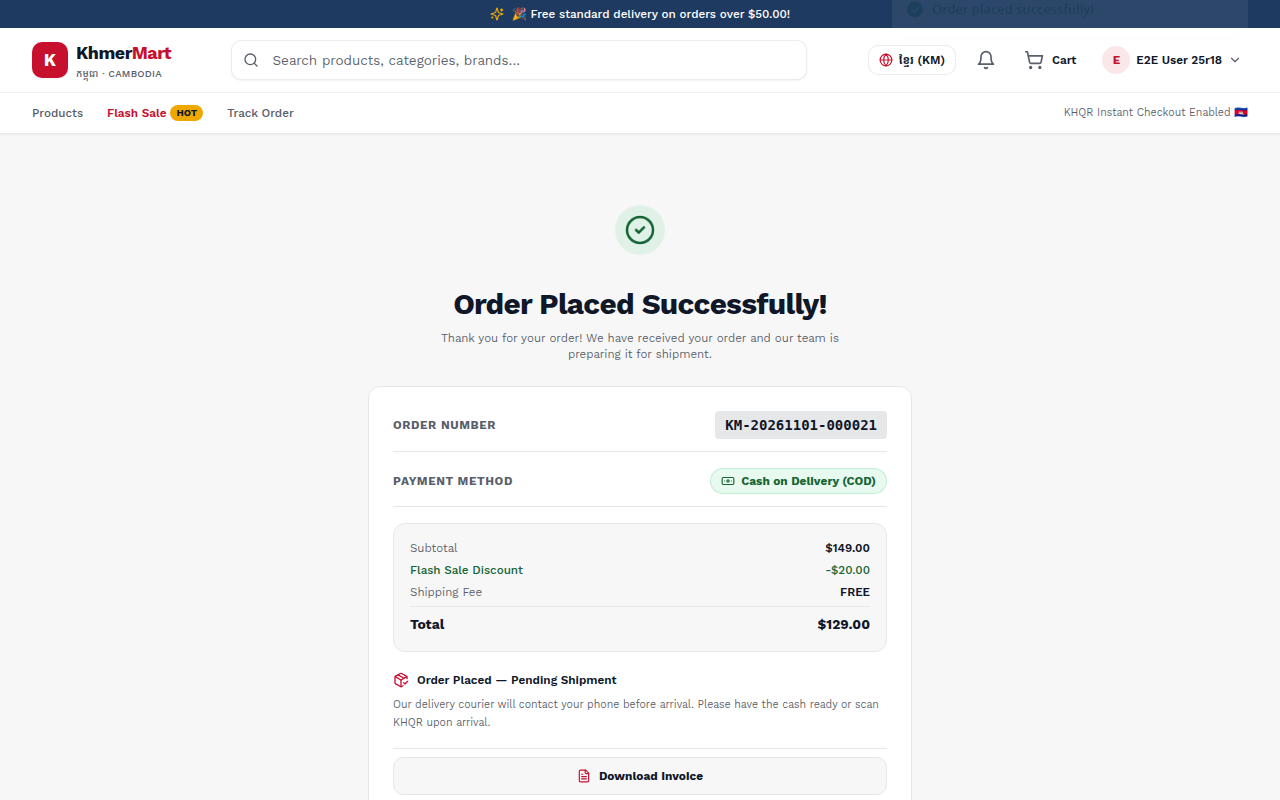 ✨ 🎉 Free standard delivery on orders over $50.00!
Order placed successfully!
K
KhmerMart
កម្ពុជា · CAMBODIA
Search products, categories, brands...
ខ្មែរ (KM)
Cart
E
E2E User 25r18
Products
Flash Sale HOT
Track Order
KHQR Instant Checkout Enabled 🇰🇭
Order Placed Successfully!
Thank you for your order! We have received your order and our team is
preparing it for shipment.
ORDER NUMBER
KM-20261101-000021
PAYMENT METHOD
Cash on Delivery (COD)
Subtotal
$149.00
Flash Sale Discount
-$20.00
Shipping Fee
FREE
Total
$129.00
Order Placed — Pending Shipment
Our delivery courier will contact your phone before arrival. Please have the cash ready or scan
KHQR upon arrival.
Download Invoice